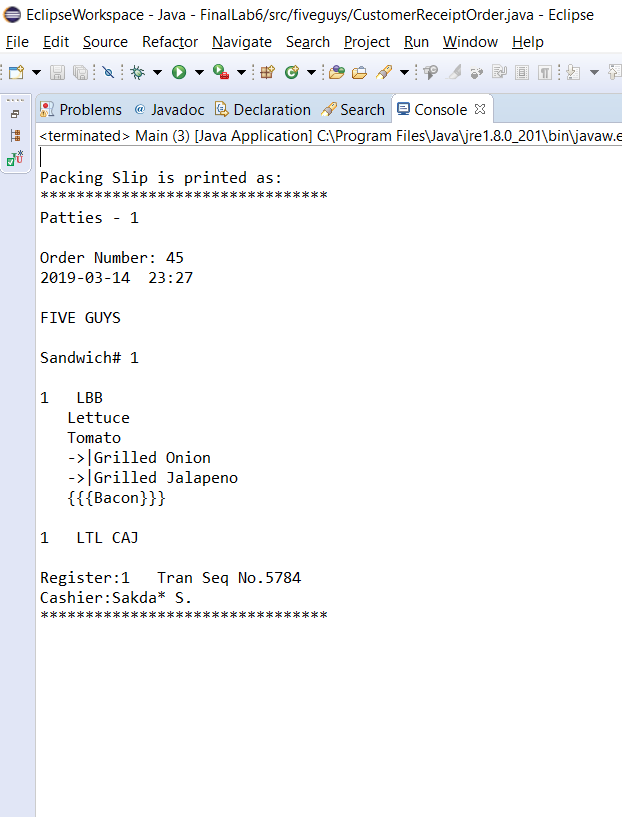 EclipseWorkspace - Java - FinalLab6/src/fiveguys/CustomerReceiptOrder.java - Eclipse
File Edit Source Refactor Navigate Search Project Run Window Help
Problems @ Javadoc Declaration Search Console
<terminated> Main (3) [Java Application] C:\Program Files\Java\jre1.8.0_201\bin\javaw.e
Packing Slip is printed as:
********************************
Patties - 1
Order Number: 45
2019-03-14  23:27
FIVE GUYS
Sandwich# 1
1   LBB
Lettuce
Tomato
->|Grilled Onion
->|Grilled Jalapeno
{{{Bacon}}}
1   LTL CAJ
Register:1   Tran Seq No.5784
Cashier:Sakda* S.
********************************